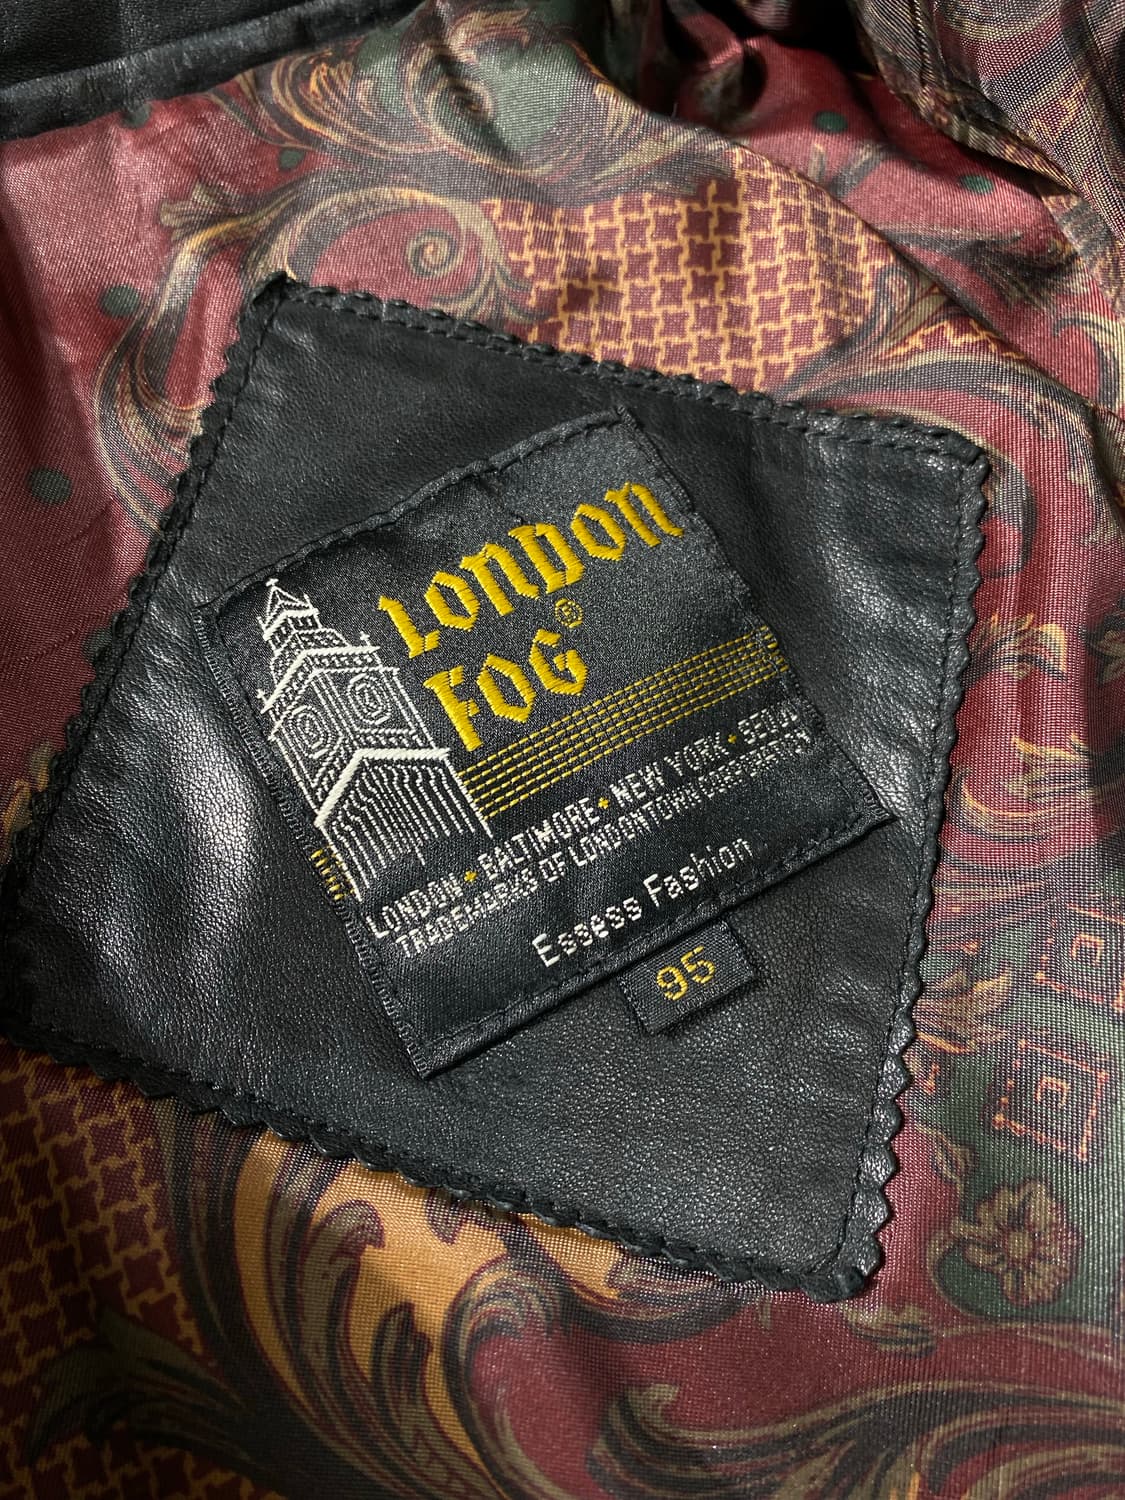 LONDON
FOG®
LONDON • BALTIMORE • NEW YORK • SEOUL
TRADEMARKS OF LONDONTOWN CORPORATION
Essess Fashion
95